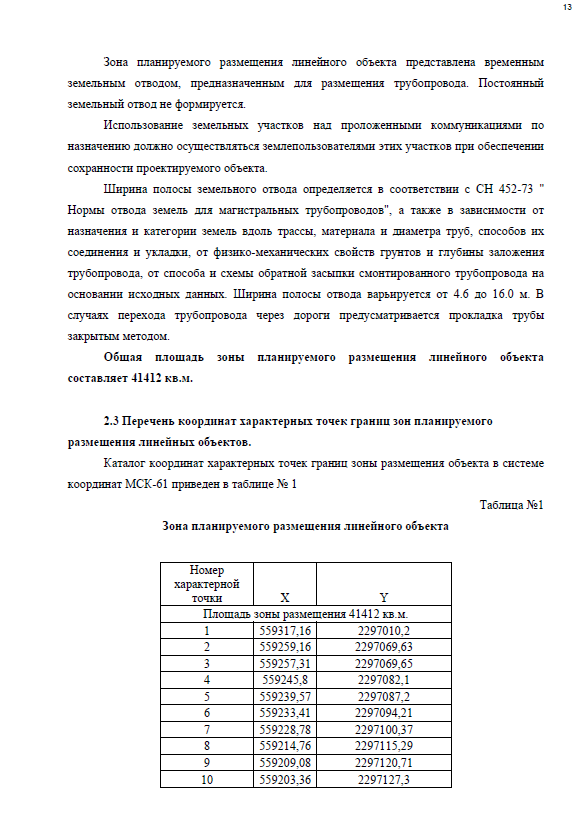 13
Зона планируемого размещения линейного объекта представлена временным
земельным отводом, предназначенным для размещения трубопровода. Постоянный
земельный отвод не формируется.
Использование земельных участков над проложенными коммуникациями по
назначению должно осуществляться землепользователями этих участков при обеспечении
сохранности проектируемого объекта.
Ширина полосы земельного отвода определяется в соответствии с СН 452-73 "
Нормы отвода земель для магистральных трубопроводов", а также в зависимости от
назначения и категории земель вдоль трассы, материала и диаметра труб, способов их
соединения и укладки, от физико-механических свойств грунтов и глубины заложения
трубопровода, от способа и схемы обратной засыпки смонтированного трубопровода на
основании исходных данных. Ширина полосы отвода варьируется от 4.6 до 16.0 м. В
случаях перехода трубопровода через дороги предусматривается прокладка трубы
закрытым методом.
Общая площадь зоны планируемого размещения линейного объекта
составляет 41412 кв.м.
2.3 Перечень координат характерных точек границ зон планируемого
размещения линейных объектов.
Каталог координат характерных точек границ зоны размещения объекта в системе
координат МСК-61 приведен в таблице № 1
Таблица №1
Зона планируемого размещения линейного объекта
Номер
характерной
точки X Y
Площадь зоны размещения 41412 кв.м.
1 559317,16 2297010,2
2 559259,16 2297069,63
3 559257,31 2297069,65
4 559245,8 2297082,1
5 559239,57 2297087,2
6 559233,41 2297094,21
7 559228,78 2297100,37
8 559214,76 2297115,29
9 559209,08 2297120,71
10 559203,36 2297127,3